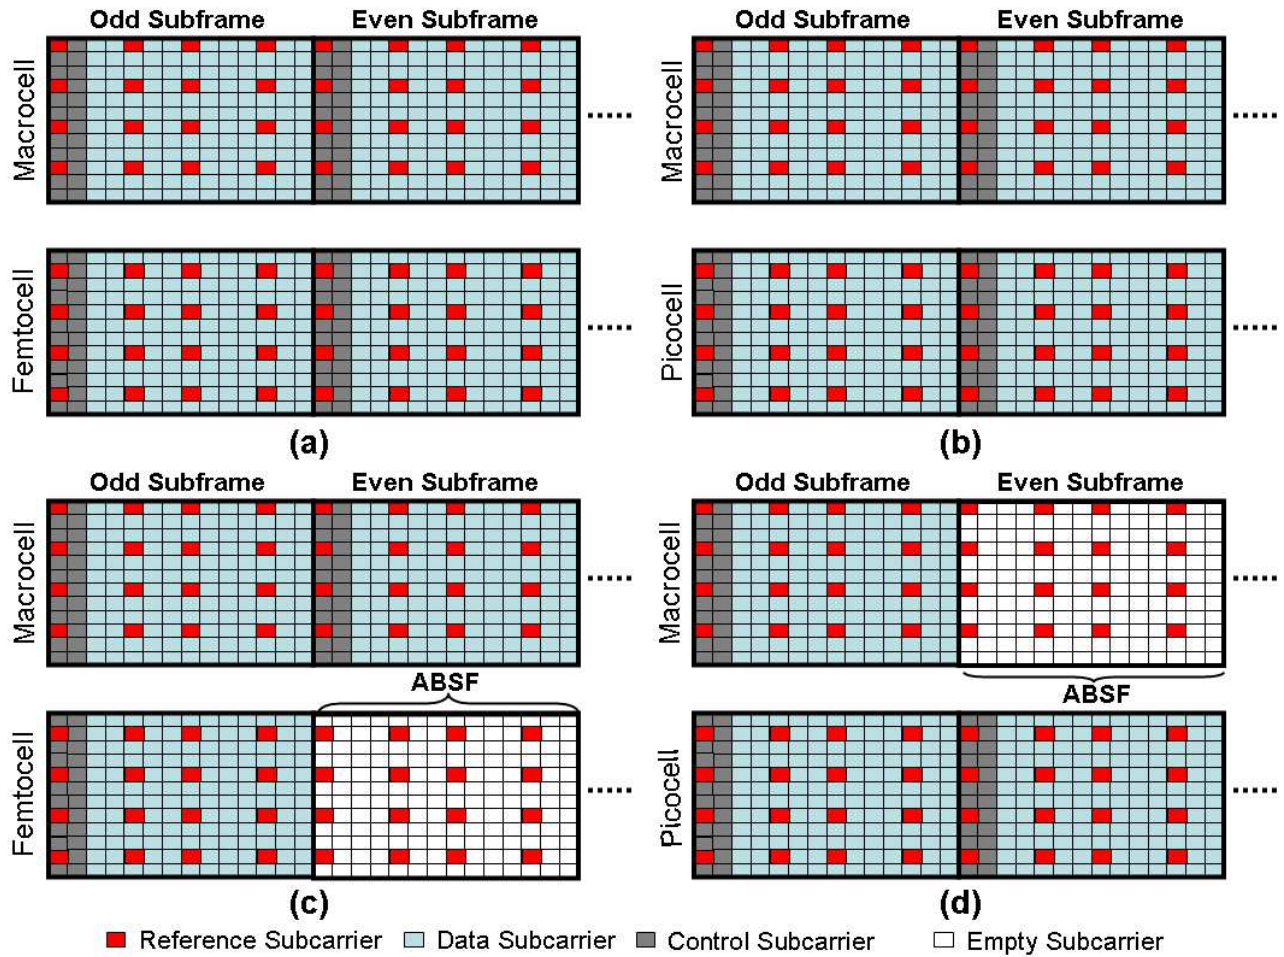 Odd Subframe Even Subframe Odd Subframe Even Subframe
Macrocell Macrocell
Femtocell Picocell
(a) (b)
Odd Subframe Even Subframe Odd Subframe Even Subframe
Macrocell Macrocell
ABSF ABSF
Femtocell Picocell
(c) (d)
Reference Subcarrier Data Subcarrier Control Subcarrier Empty Subcarrier